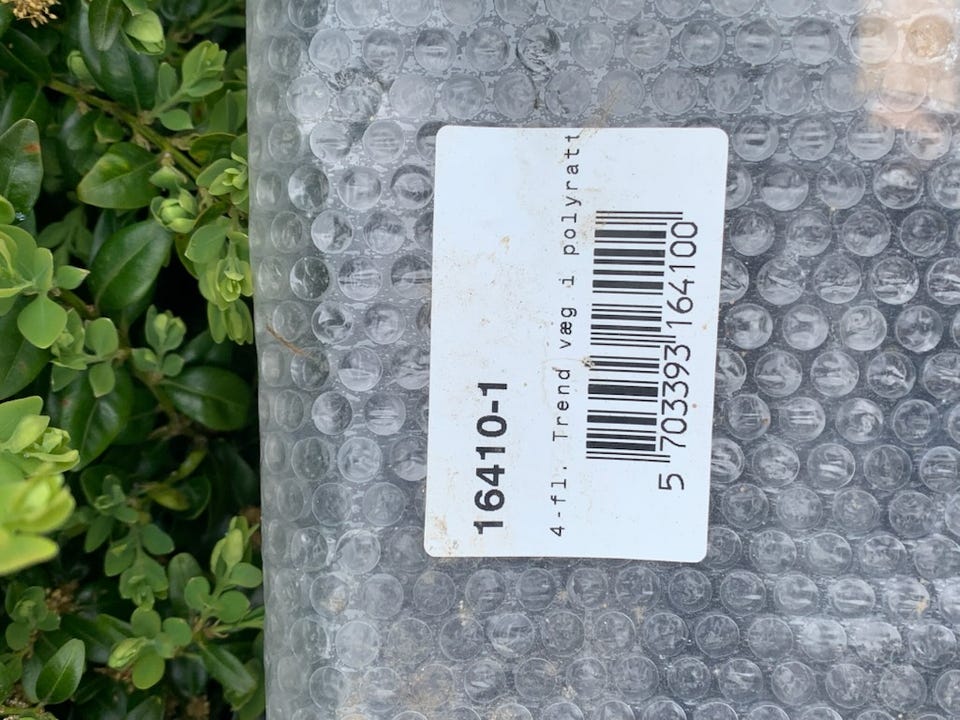 16410-1
4-fl. Trend væg i polyratt
5 703393 164100